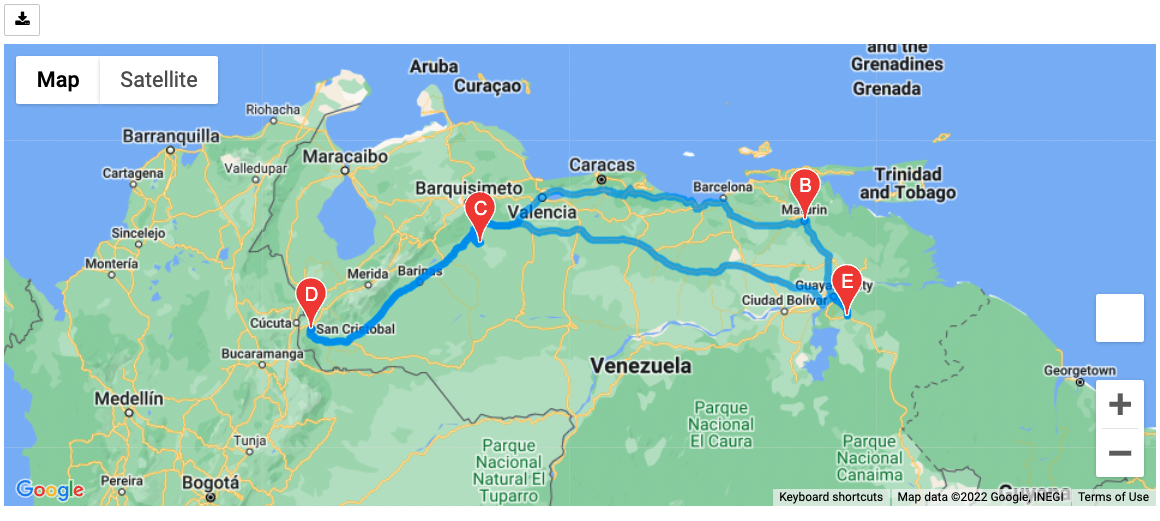 Map
Satellite
and the
Grenadines
Grenada
Aruba
Curaçao
Riohacha
Barranquilla
Maracaibo
Caracas
Cartagena
Valledupar
Trinidad
and Tobago
Barquisimeto
Barcelona
B
C
Valencia
Maturin
Sincelejo
Montería
Merida
Barinas
E
D
Ciudad Bolívar
Cúcuta
San Cristobal
Bucaramanga
Venezuela
Georgetown
Medellín
Parque
Nacional
El Caura
Tunja
Parque
Nacional
Natural El
Tuparro
Parque
Nacional
Canaima
Pereira
Bogotá
Google
Guyana
Keyboard shortcuts
Map data ©2022 Google, INEGI
Terms of Use